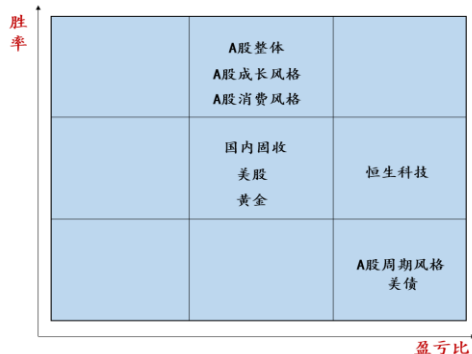 胜
率
A股整体
A股成长风格
A股消费风格
国内固收
美股
黄金
恒生科技
A股周期风格
美债
盈亏比